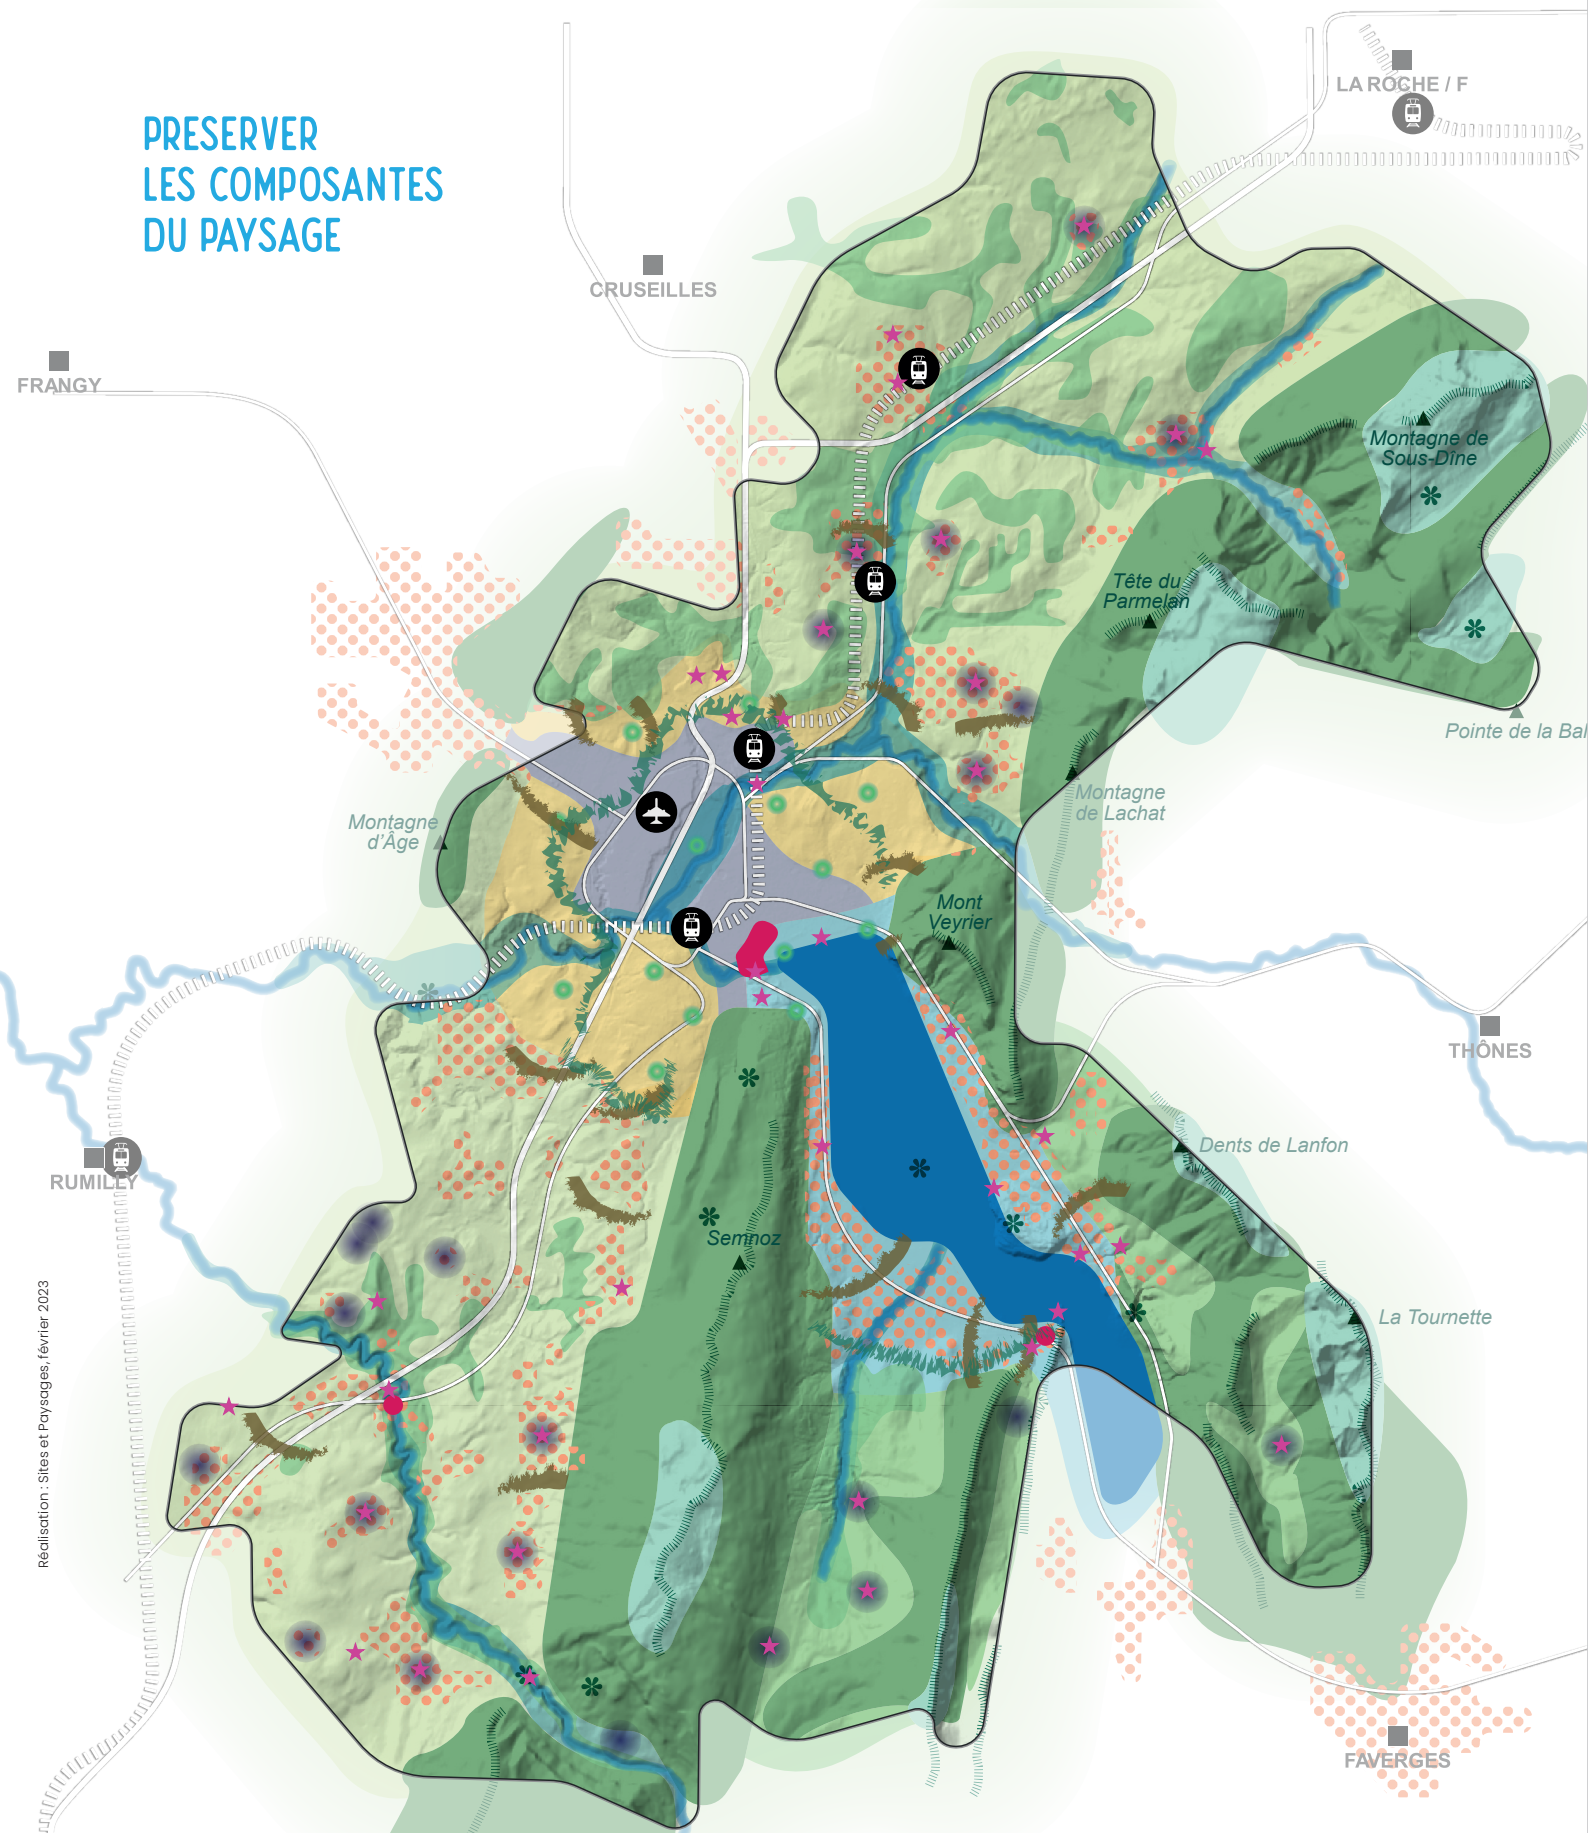 PRESERVER
LES COMPOSANTES
DU PAYSAGE
LA ROCHE / F
CRUSEILLES
FRANGY
Montagne de
Sous-Dîne
Tête du
Parmelan
Pointe de la Bal
Montagne
de Lachat
Montagne
d'Âge
Mont
Veyrier
THÔNES
Dents de Lanfon
RUMILLY
Semnoz
La Tournette
Réalisation : Sites et Paysages, février 2023
FAVERGES